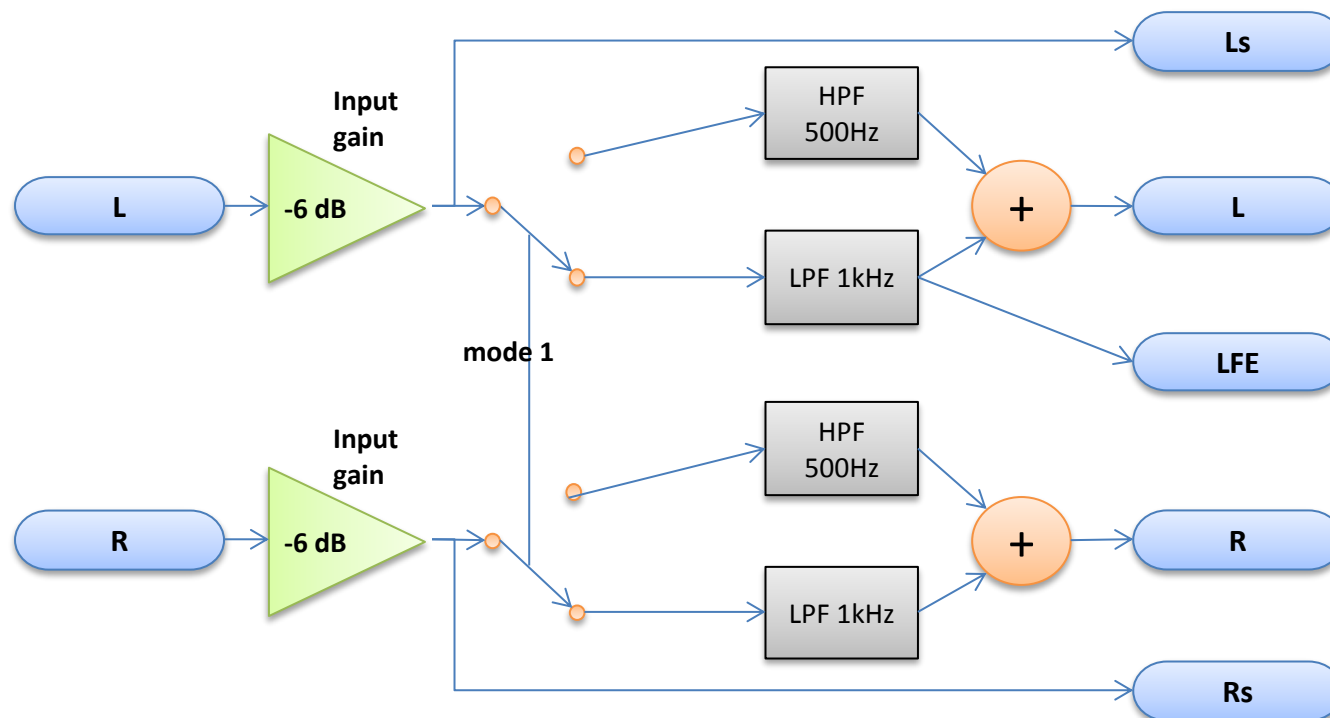 Ls
Input
gain
HPF
500Hz
L
-6 dB
+
L
LPF 1kHz
mode 1
LFE
Input
gain
HPF
500Hz
R
-6 dB
+
R
LPF 1kHz
Rs